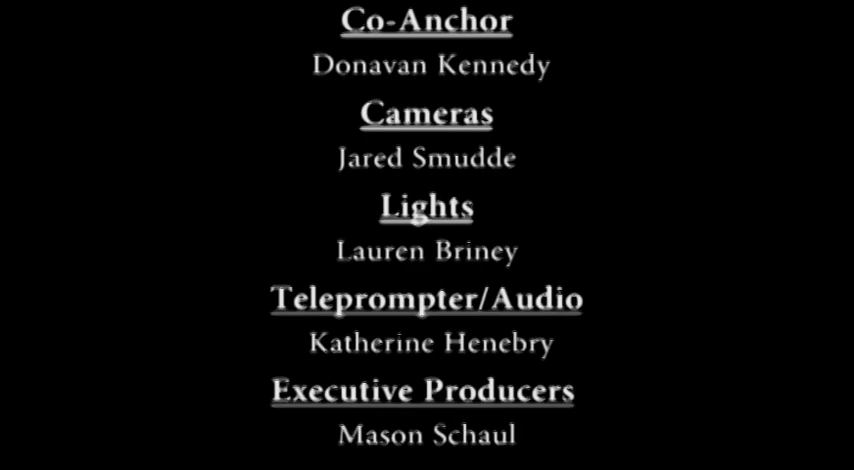 Co-Anchor
Donavan Kennedy
Cameras
Jared Smudde
Lights
Lauren Briney
Teleprompter/Audio
Katherine Henebry
Executive Producers
Mason Schaul